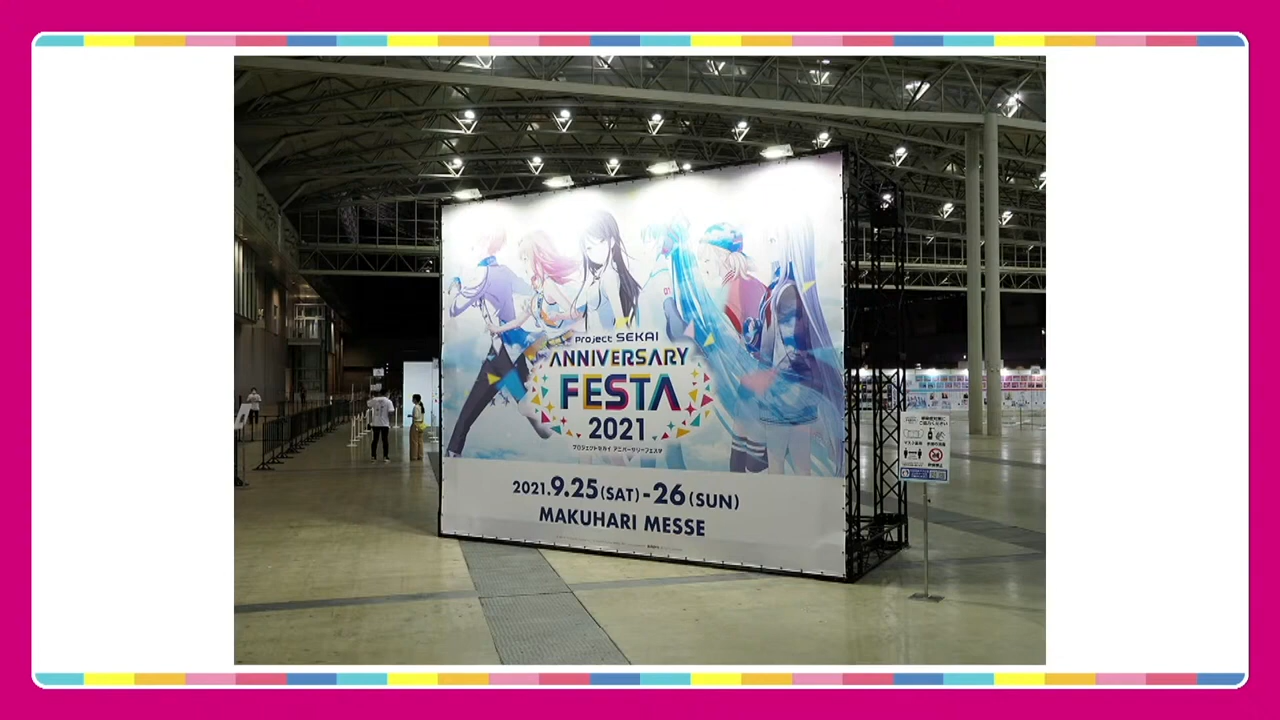 Project SEKAI
ANNIVERSARY
FESTA
2021
プロジェクトセカイ アニバーサリーフェスタ
2021.9.25(SAT)-26(SUN)
MAKUHARI MESSE
01